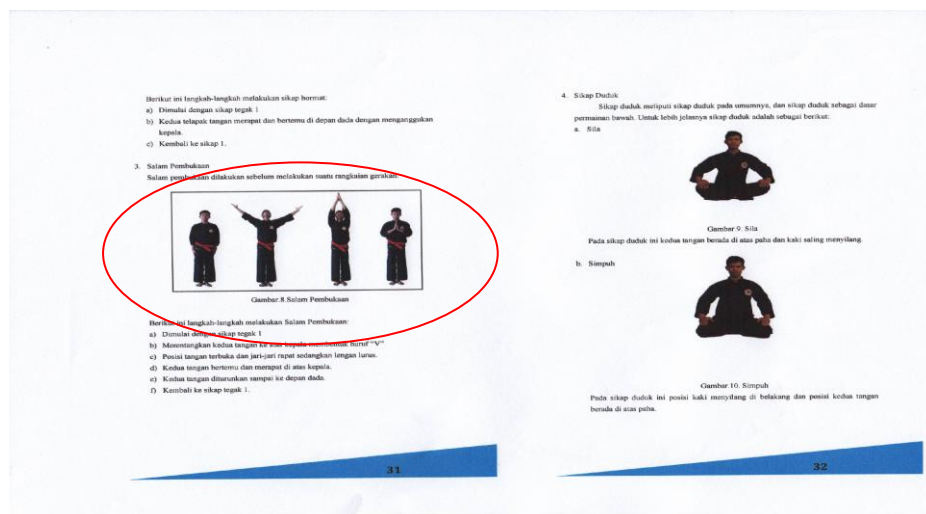 Berikut ini langkah-langkah melakukan sikap hormat:
a) Dimulai dengan sikap tegak 1
b) Kedua telapak tangan merapat dan bertemu di depan dada dengan menganggukan
kepala.
c) Kembali ke sikap 1.
3. Salam Pembukaan
Salam pembukaan dilakukan sebelum melakukan suatu rangkaian gerakan.
Gambar.8.Salam Pembukaan
Berikut ini langkah-langkah melakukan Salam Pembukaan:
a) Dimulai dengan sikap tegak 1
b) Merentangkan kedua tangan ke atas kepala membentuk huruf "V"
c) Posisi tangan terbuka dan jari-jari rapat sedangkan lengan lurus.
d) Kedua tangan bertemu dan merapat di atas kepala.
e) Kedua tangan diturunkan sampai ke depan dada.
f) Kembali ke sikap tegak 1.
31
4. Sikap Duduk
Sikap duduk meliputi sikap duduk pada umumnya, dan sikap duduk sebagai dasar
permainan bawah. Untuk lebih jelasnya sikap duduk adalah sebagai berikut:
a. Sila
Gambar.9. Sila
Pada sikap duduk ini kedua tangan berada di atas paha dan kaki saling menyilang.
b. Simpuh
Gambar.10. Simpuh
Pada sikap duduk ini posisi kaki menyilang di belakang dan posisi kedua tangan
berada di atas paha.
32